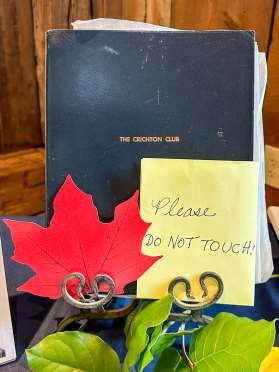 THE CRICHTON CLUB
Please
DO NOT TOUCH!